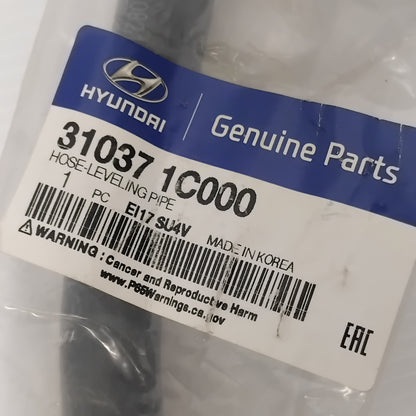 HYUNDAI
Genuine Parts
31037 1C000
HOSE-LEVELING PIPE
1 PC EI17 SU4V MADE IN KOREA
WARNING : Cancer and Reproductive Harm
www.P65Warnings.ca.gov
EAC